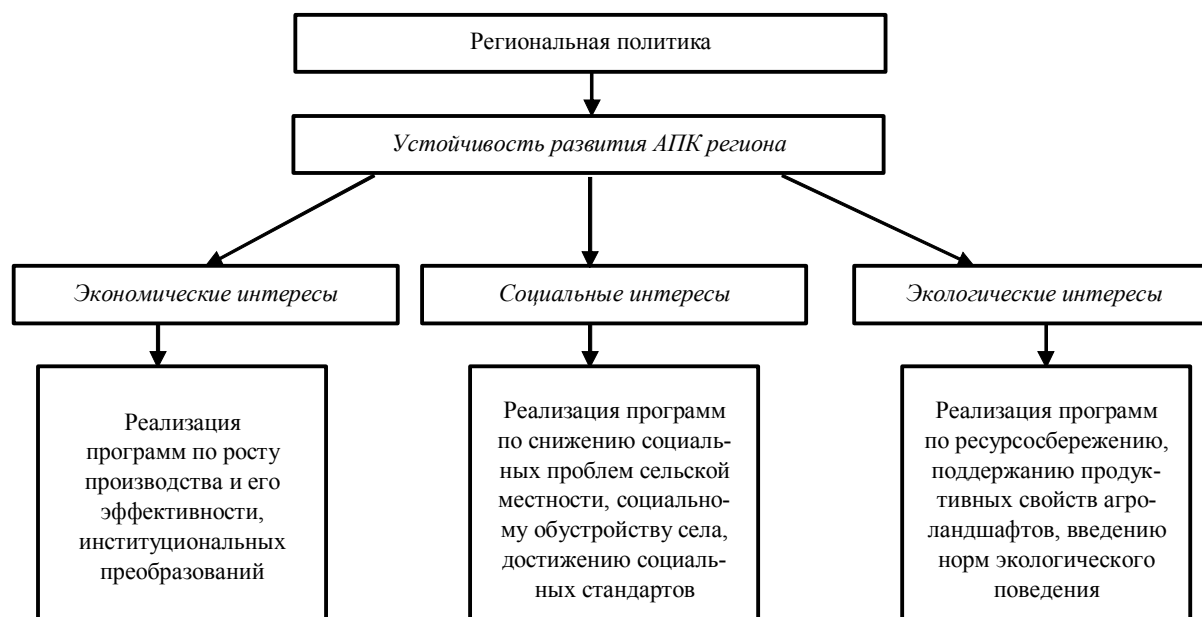 Региональная политика
Устойчивость развития АПК региона
Экономические интересы
Социальные интересы
Экологические интересы
Реализация
программ по росту
производства и его
эффективности,
институциональных
преобразований
Реализация программ
по снижению социаль-
ных проблем сельской
местности, социально-
му обустройству села,
достижению социаль-
ных стандартов
Реализация программ
по ресурсосбережению,
поддержанию продук-
тивных свойств агро-
ландшафтов, введению
норм экологического
поведения